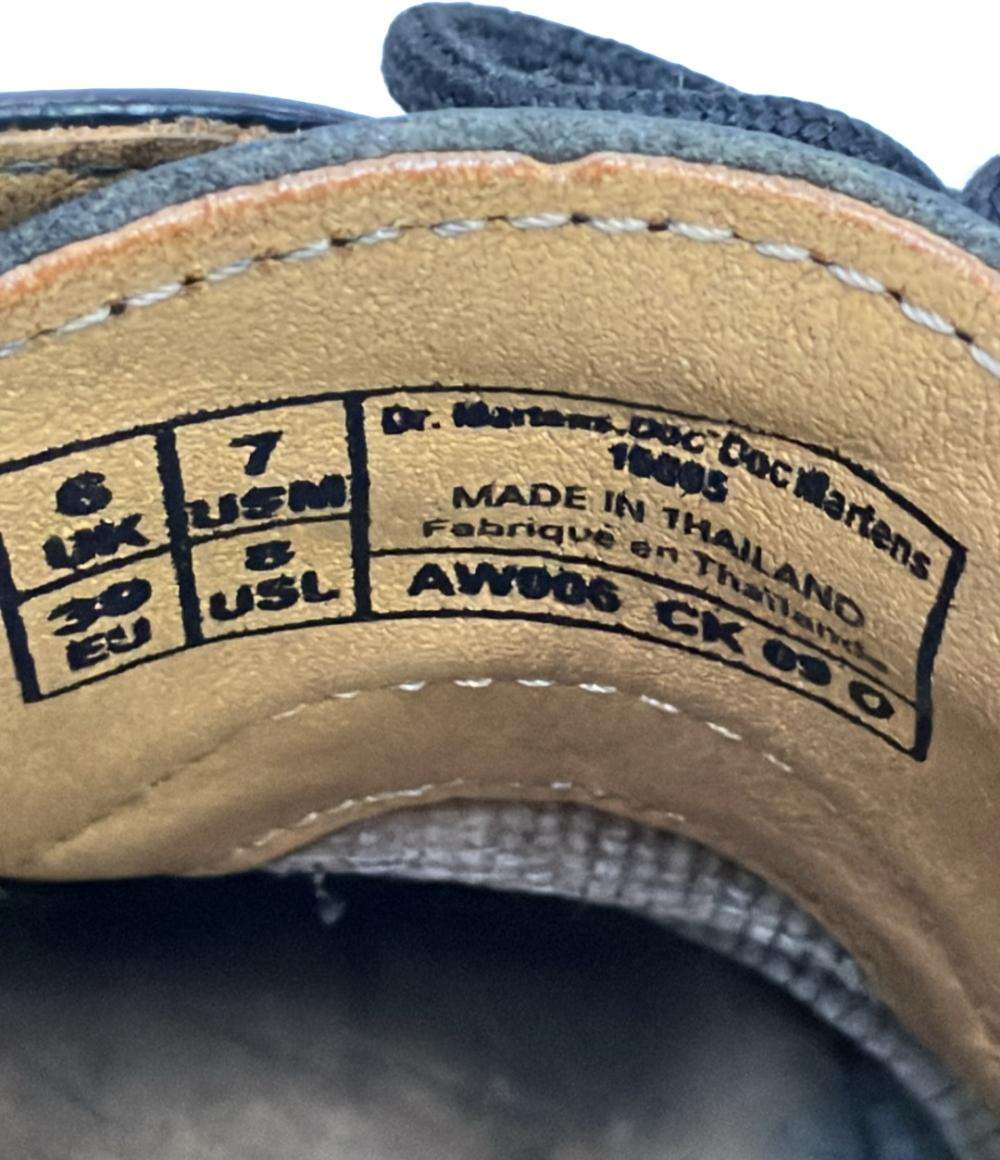 6
UK
7
USM
39
EU
8
USL
Dr. Martens. Doc Doc Martens
MADE IN THAILAND
Fabriqué en Thaïlande
AW006 CK 09 O